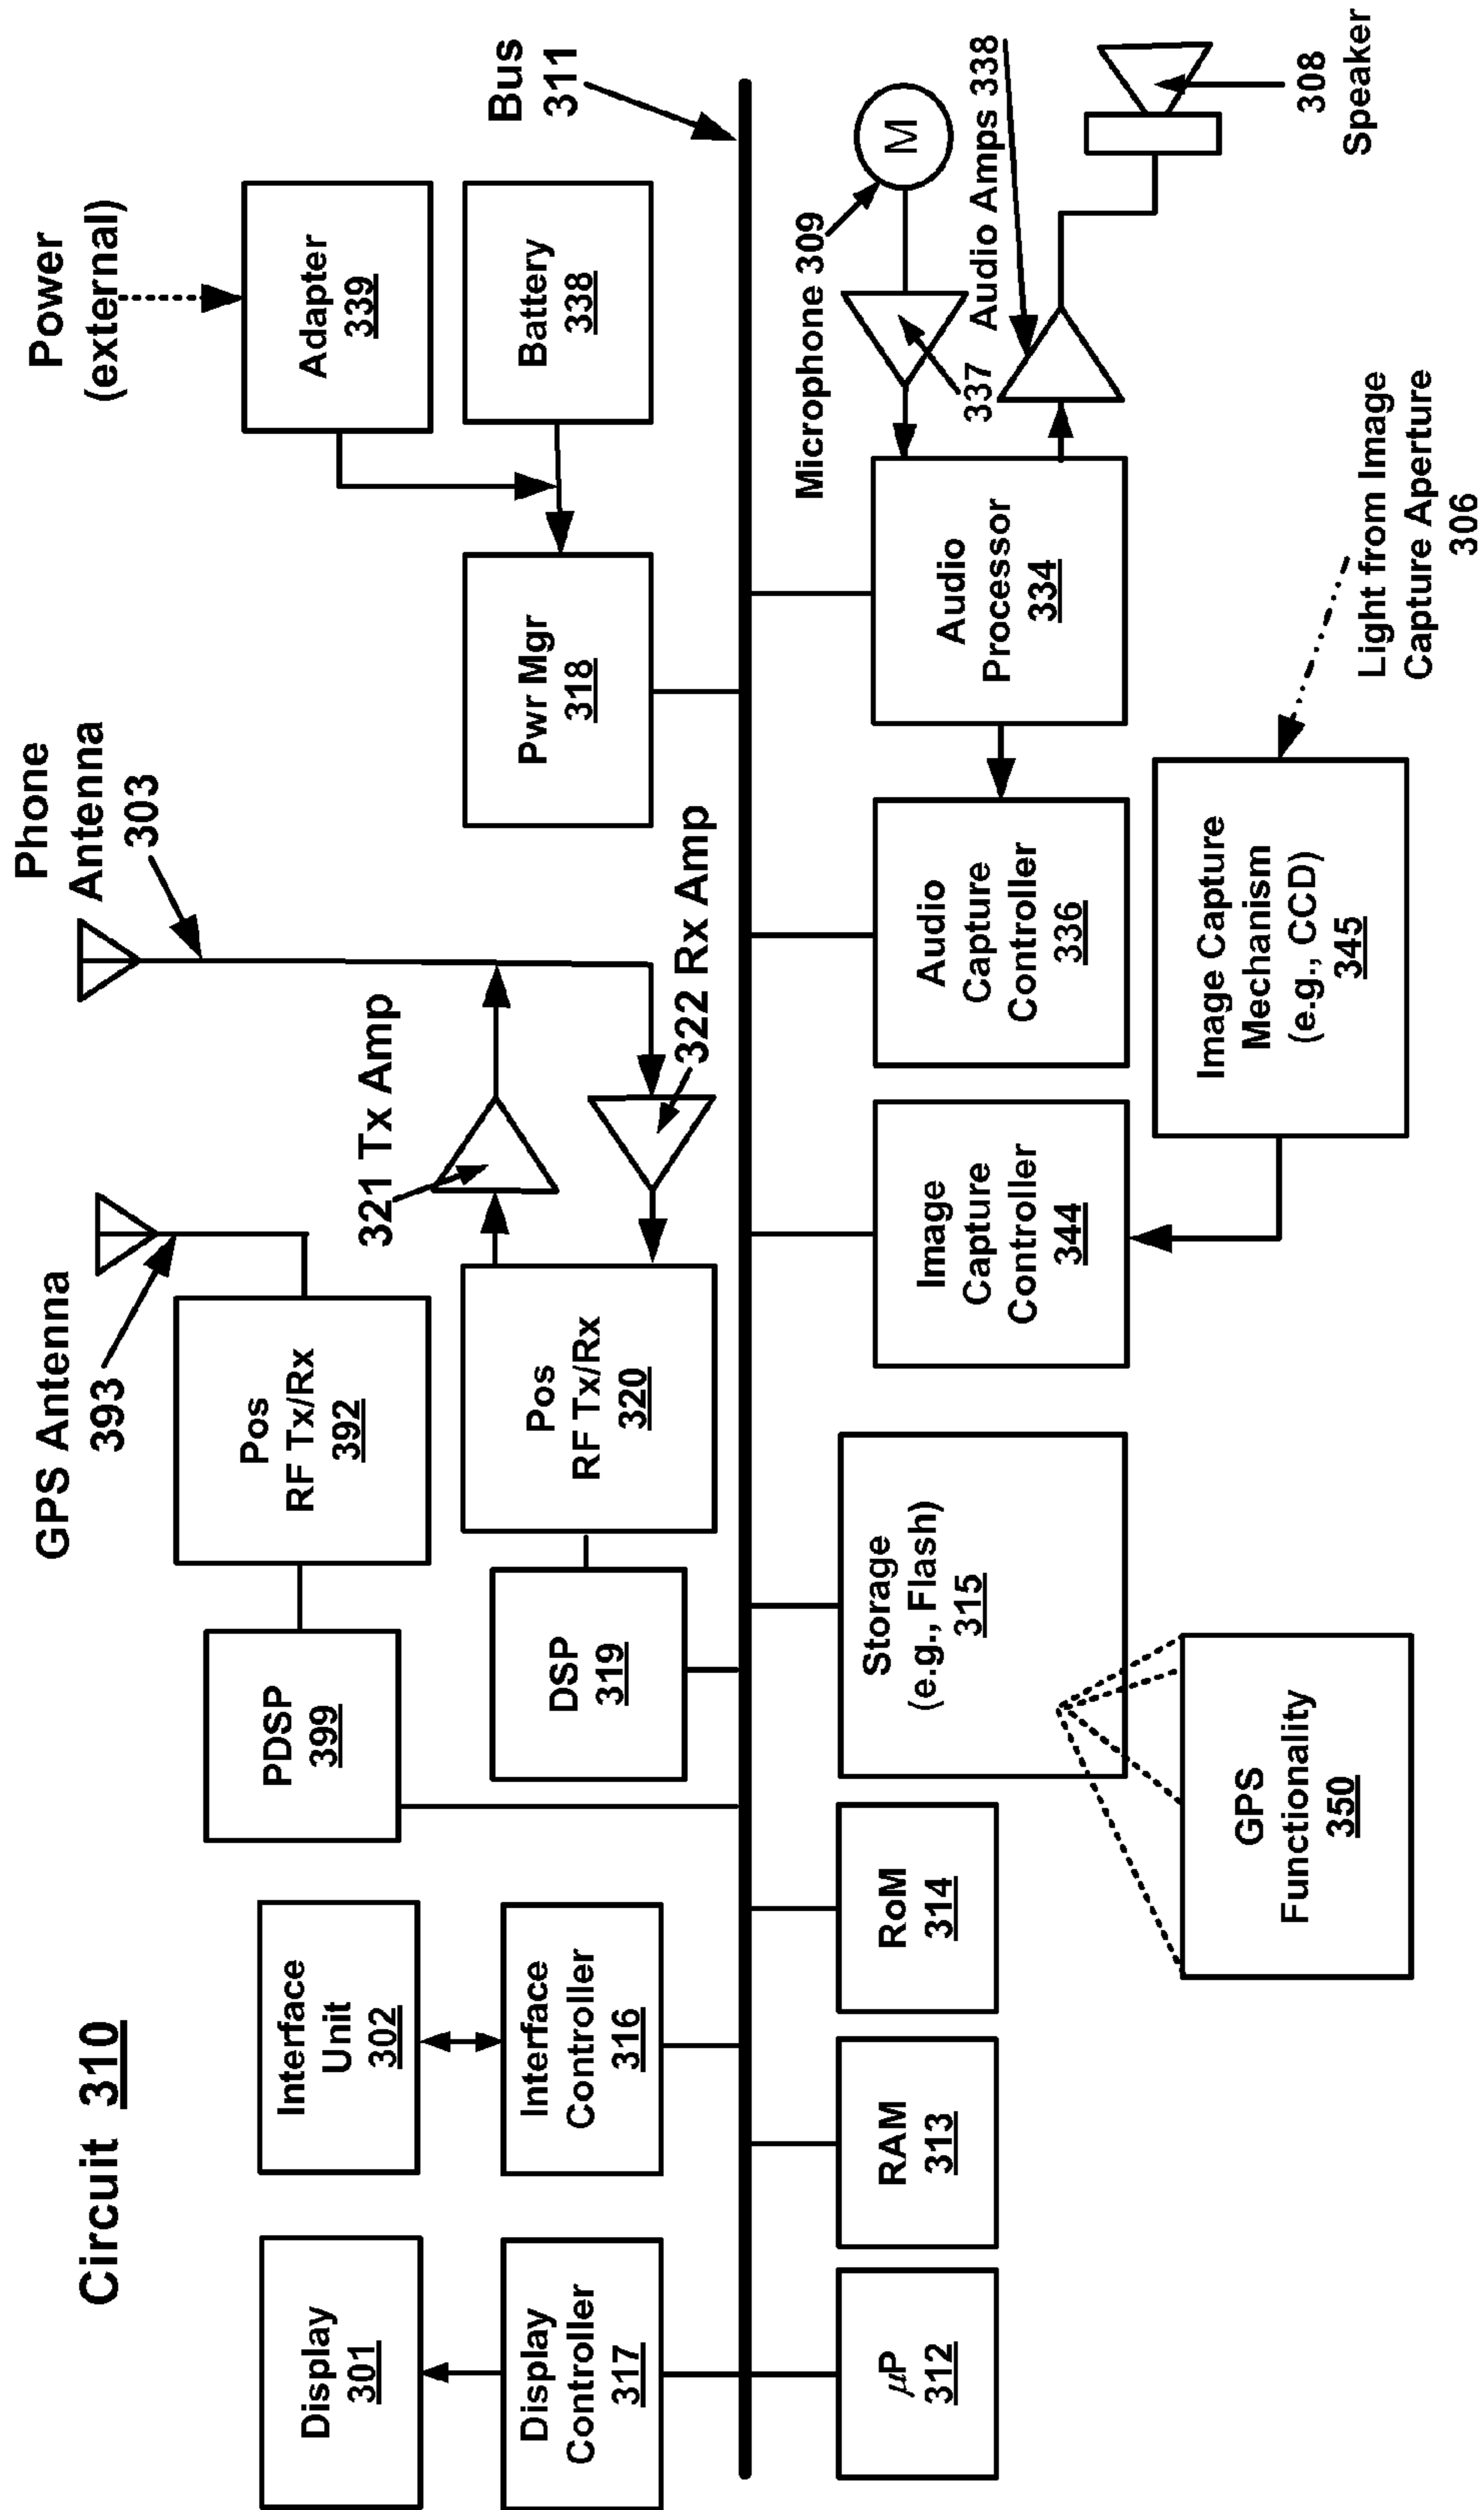 Circuit 310
GPS Antenna
393
Phone
Antenna
303
Power
(external)
Display
301
Interface
Unit
302
PDSP
399
Pos
RF Tx/Rx
392
321 Tx Amp
Adapter
339
Display
Controller
317
Interface
Controller
316
DSP
319
Pos
RF Tx/Rx
320
322 Rx Amp
Pwr Mgr
318
Battery
338
Bus
311
μP
312
RAM
313
RoM
314
Storage
(e.g., Flash)
315
Image
Capture
Controller
344
Audio
Capture
Controller
336
Audio
Processor
334
Microphone 309
M
337
Audio Amps 338
GPS
Functionality
350
Image Capture
Mechanism
(e.g., CCD)
345
Light from Image
Capture Aperture
306
308
Speaker